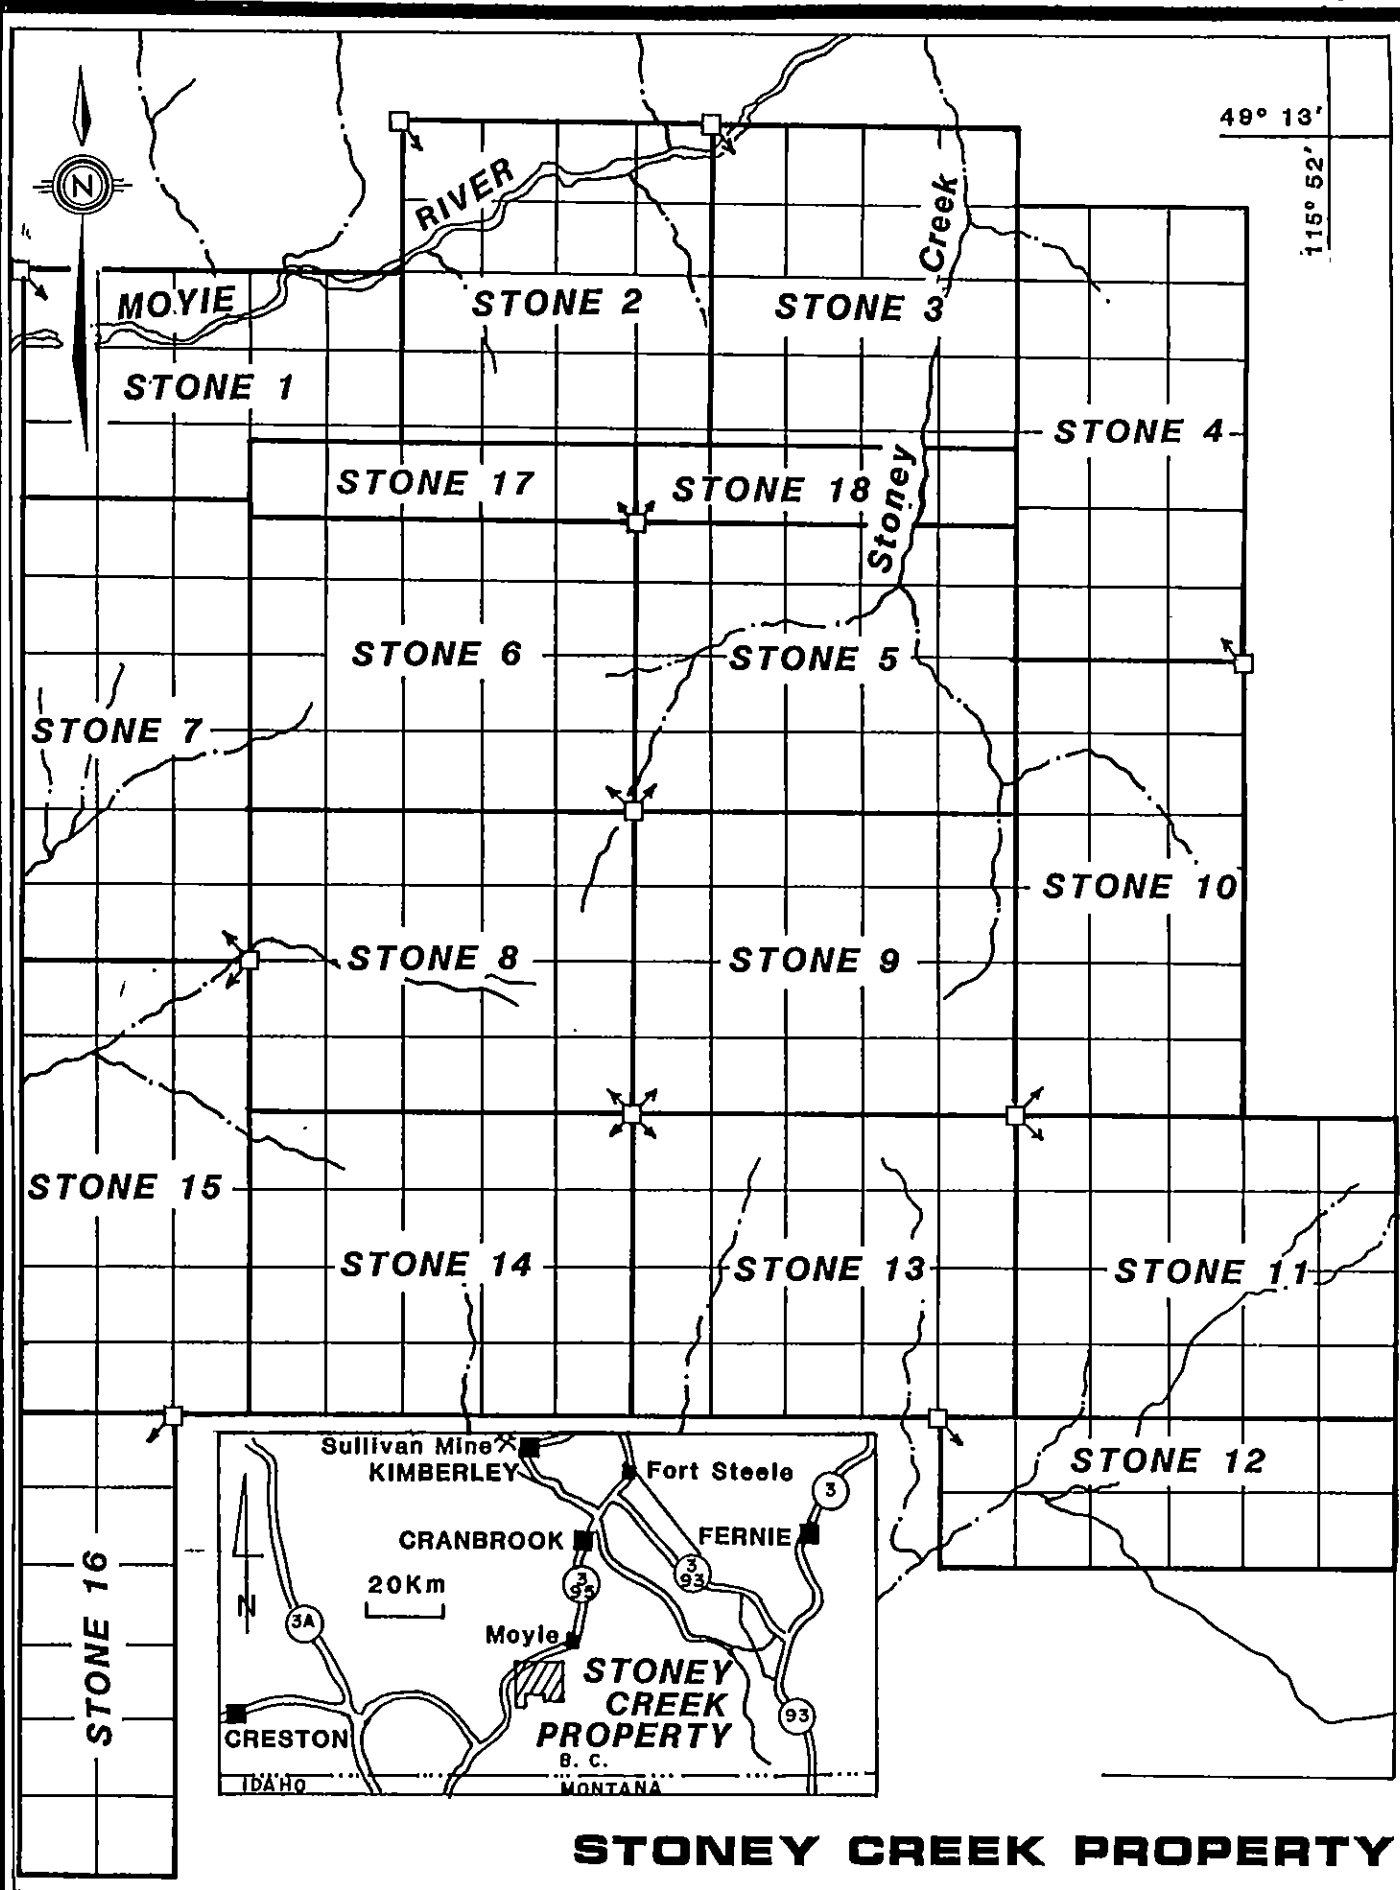 49° 13'
115° 52'
N
RIVER
MOYIE
Creek
STONE 2
STONE 3
STONE 1
STONE 4
STONE 17
STONE 18
Stoney
STONE 6
STONE 5
STONE 7
STONE 10
STONE 8
STONE 9
STONE 15
STONE 14
STONE 13
STONE 11
STONE 12
STONE 16
Sullivan Mine
KIMBERLEY
Fort Steele
3
CRANBROOK
FERNIE
3
93
3
95
20Km
N
3A
Moyie
STONEY
CREEK
PROPERTY
93
CRESTON
B. C.
IDAHO
MONTANA
STONEY CREEK PROPERTY